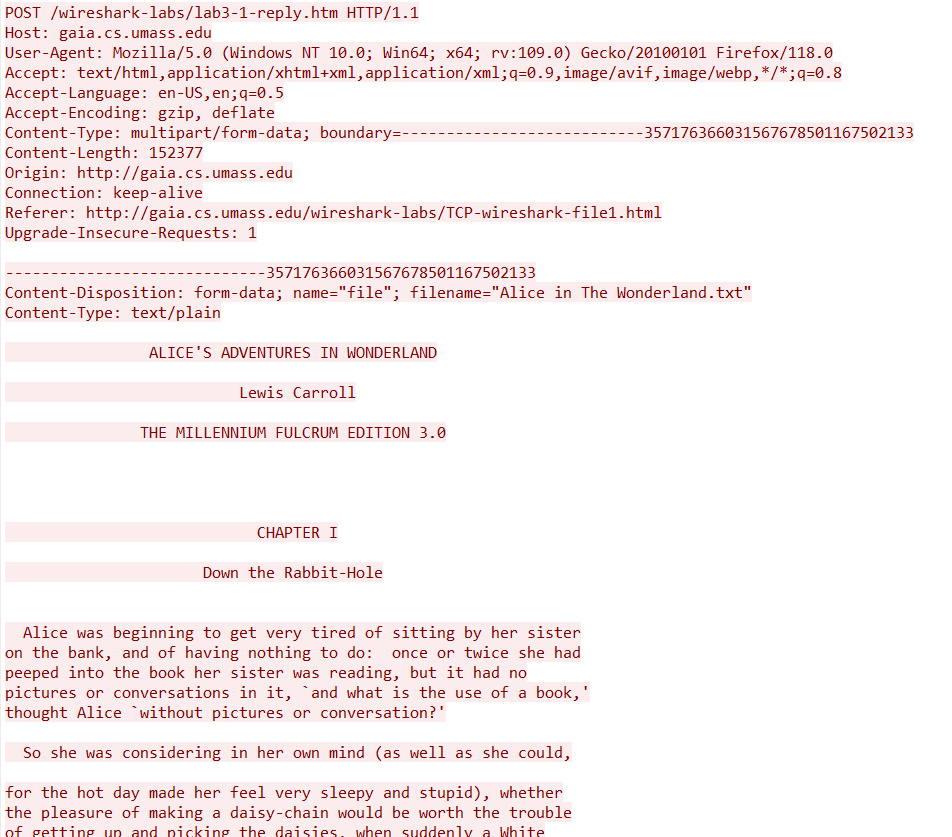 POST /wireshark-labs/lab3-1-reply.htm HTTP/1.1
Host: gaia.cs.umass.edu
User-Agent: Mozilla/5.0 (Windows NT 10.0; Win64; x64; rv:109.0) Gecko/20100101 Firefox/118.0
Accept: text/html,application/xhtml+xml,application/xml;q=0.9,image/avif,image/webp,*/*;q=0.8
Accept-Language: en-US,en;q=0.5
Accept-Encoding: gzip, deflate
Content-Type: multipart/form-data; boundary=---------------------------357176366031567678501167502133
Content-Length: 152377
Origin: http://gaia.cs.umass.edu
Connection: keep-alive
Referer: http://gaia.cs.umass.edu/wireshark-labs/TCP-wireshark-file1.html
Upgrade-Insecure-Requests: 1
-----------------------------357176366031567678501167502133
Content-Disposition: form-data; name="file"; filename="Alice in The Wonderland.txt"
Content-Type: text/plain
ALICE'S ADVENTURES IN WONDERLAND
Lewis Carroll
THE MILLENNIUM FULCRUM EDITION 3.0
CHAPTER I
Down the Rabbit-Hole
Alice was beginning to get very tired of sitting by her sister
on the bank, and of having nothing to do:  once or twice she had
peeped into the book her sister was reading, but it had no
pictures or conversations in it, `and what is the use of a book,'
thought Alice `without pictures or conversation?'
So she was considering in her own mind (as well as she could,
for the hot day made her feel very sleepy and stupid), whether
the pleasure of making a daisy-chain would be worth the trouble
of getting up and picking the daisies, when suddenly a White